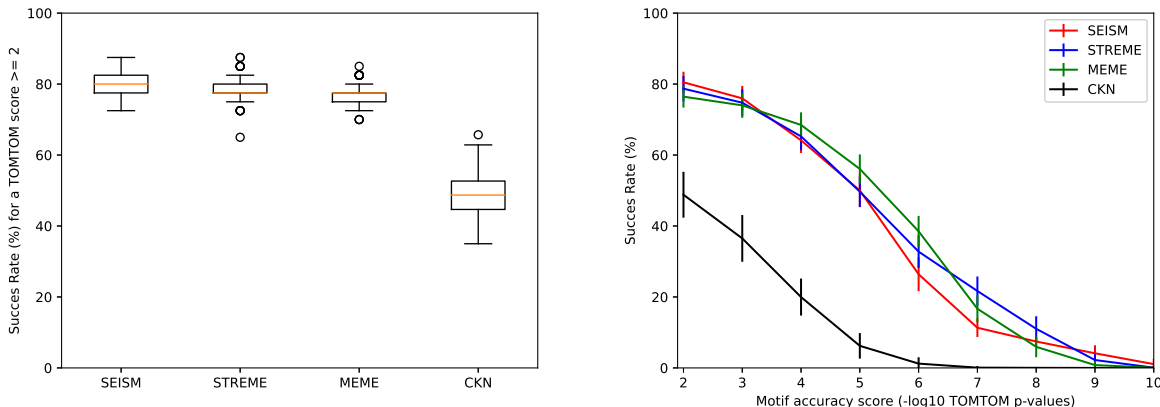 Succes Rate (%) for a TOMTOM score >= 2
100
80
60
40
20
0
SEISM STREME MEME CKN
Succes Rate (%)
100
80
60
40
20
0
2 3 4 5 6 7 8 9 10
Motif accuracy score (-log10 TOMTOM p-values)
SEISM
STREME
MEME
CKN